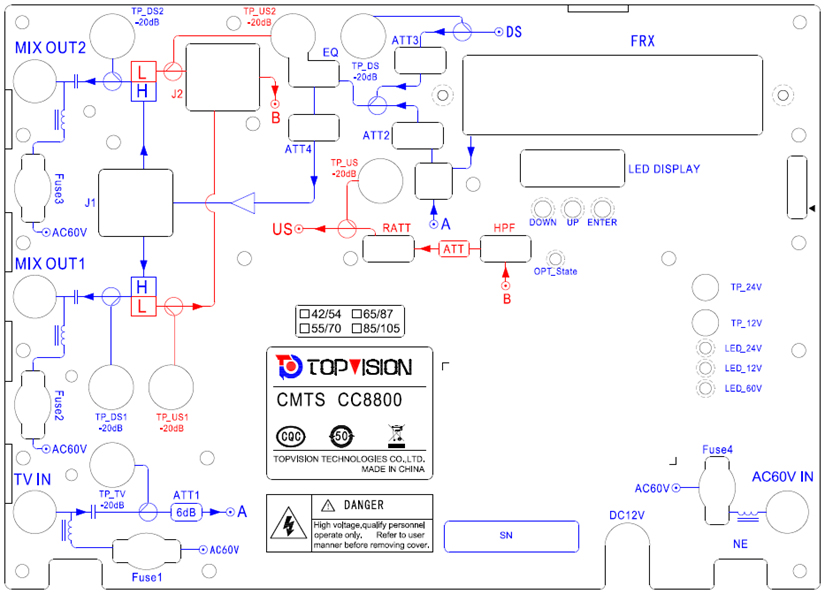 TP_DS2
-20dB
TP_US2
-20dB
MIX OUT2
L
H
J2
B
EQ
TP_DS
-20dB
ATT3
DS
FRX
ATT4
ATT2
LED DISPLAY
Fuse3
AC60V
J1
TP_US
-20dB
US
RATT
ATT
HPF
A
B
DOWN
UP
ENTER
OPT_State
MIX OUT1
H
L
TP_24V
TP_12V
LED_24V
LED_12V
LED_60V
42/54
65/87
55/70
85/105
TOPVISION
CMTS CC8800
CQC
50
TOPVISION TECHNOLOGIES CO.,LTD.
MADE IN CHINA
Fuse2
AC60V
TP_DS1
-20dB
TP_US1
-20dB
TV IN
TP_TV
-20dB
ATT1
6dB
A
AC60V
Fuse1
DANGER
High voltage,qualify personnel
operate only. Refer to user
manner before removing cover.
SN
DC12V
Fuse4
AC60V
AC60V IN
NE